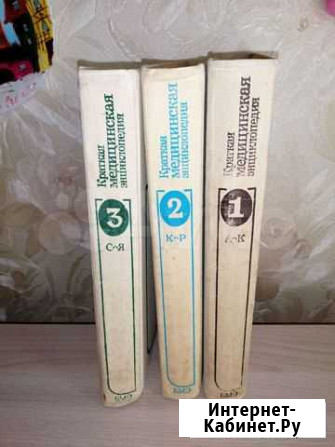 Краткая
медицинская
энциклопедия
3
С-Я
Краткая
медицинская
энциклопедия
2
К-Р
Краткая
медицинская
энциклопедия
1
А-К
Интернет-
Кабинет.Ру